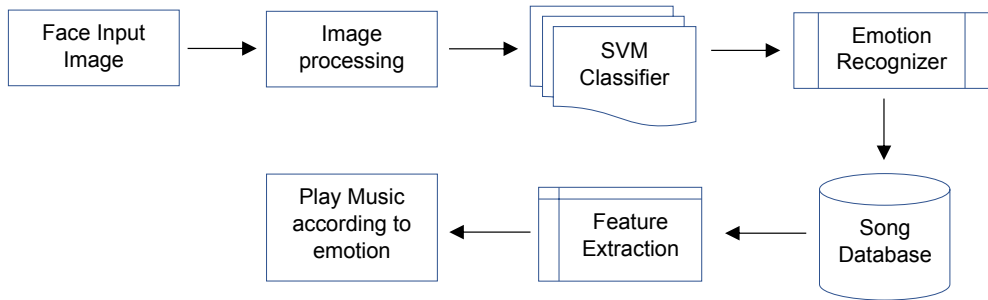 Face Input
Image
Image
processing
SVM
Classifier
Emotion
Recognizer
Song
Database
Feature
Extraction
Play Music
according to
emotion